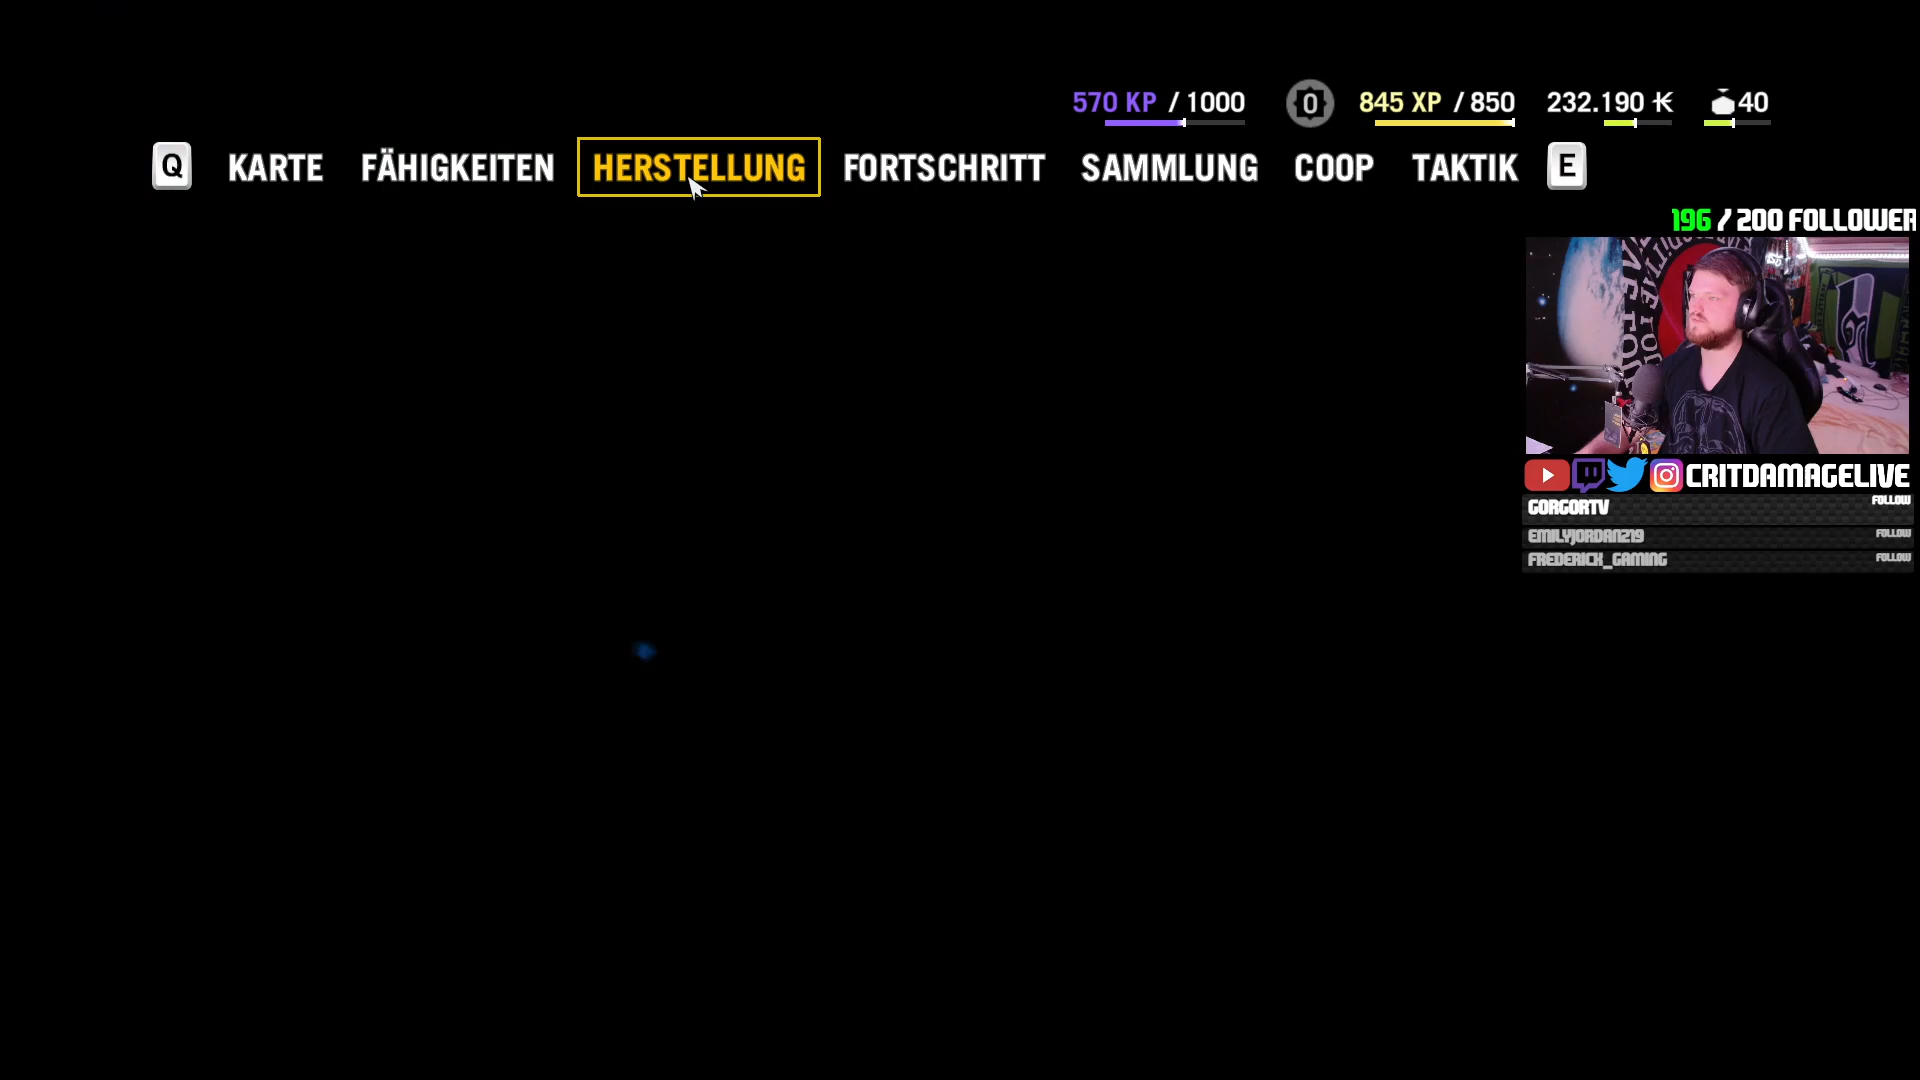 570 KP / 1000 0 845 XP / 850 232.190 K 40
Q KARTE FÄHIGKEITEN HERSTELLUNG FORTSCHRITT SAMMLUNG COOP TAKTIK E
196 / 200 FOLLOWER
CRITDAMAGELIVE
GORGORTV FOLLOW
EMILYJORDAN219 FOLLOW
FREDERICK_GAMING FOLLOW